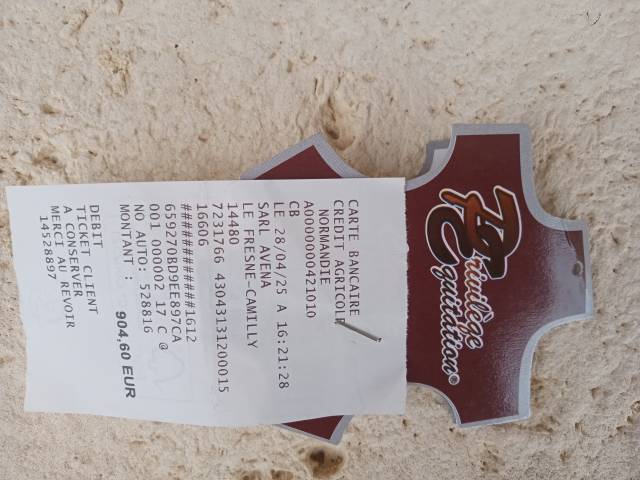 CARTE BANCAIRE
CREDIT AGRICOLE
NORMANDIE
A0000000421010
CB
LE 28/04/25 A 16:21:28
SARL AVENA
LE FRESNE-CAMILLY
14480
7231766 43043131200015
16606
############1612
659270BD9EE897CA
001 000002 17 C @
NO AUTO: 528816
MONTANT :
904,60 EUR
DEBIT
TICKET CLIENT
A CONSERVER
MERCI AU REVOIR
14528897
Privilège
Equitation®